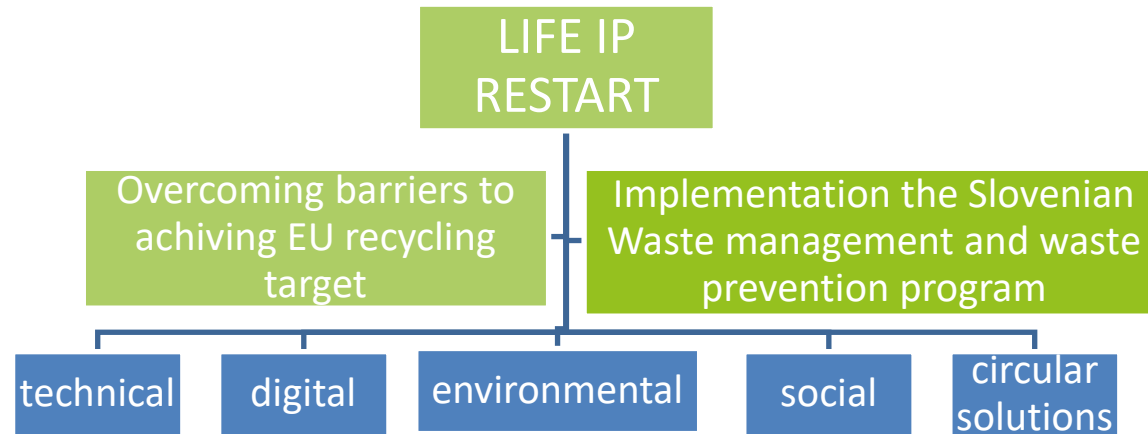 LIFE IP
RESTART
Overcoming barriers to
achiving EU recycling
target
Implementation the Slovenian
Waste management and waste
prevention program
technical
digital
environmental
social
circular
solutions